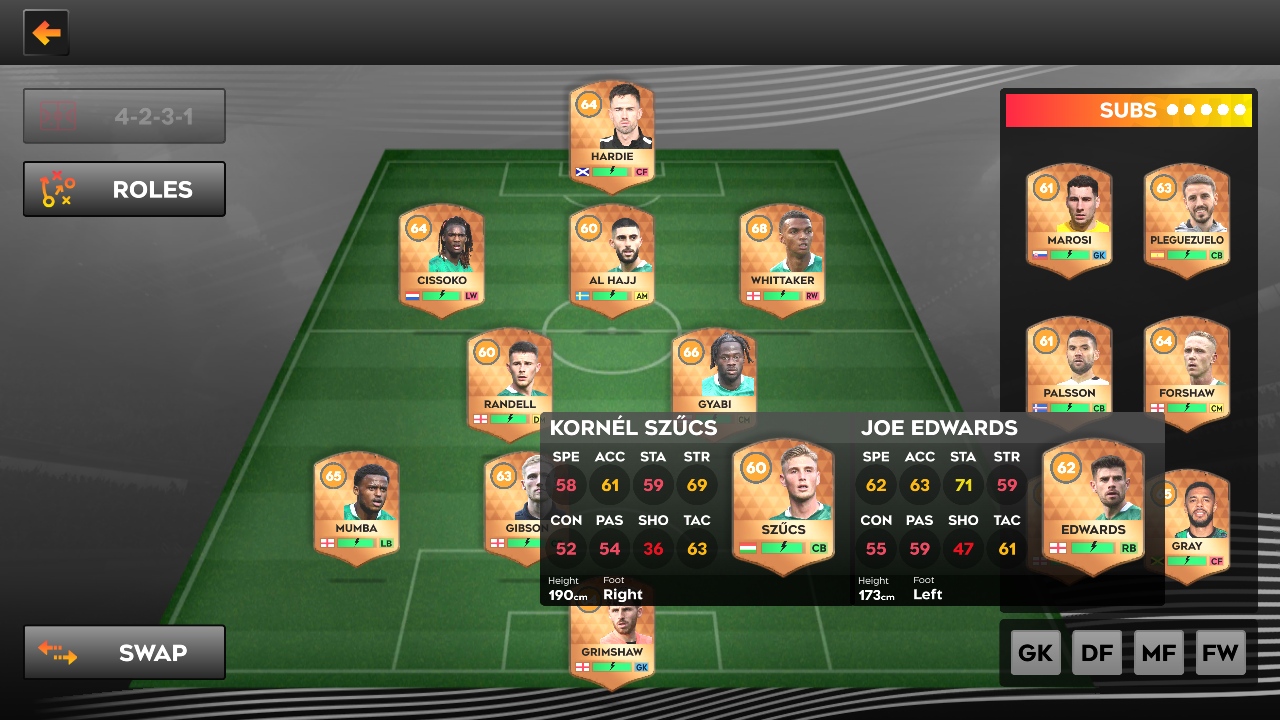 4-2-3-1
ROLES
SWAP
64
HARDIE
CF
64
CISSOKO
LW
60
AL HAJJ
AM
68
WHITTAKER
RW
60
RANDELL
66
GYABI
CM
65
MUMBA
LB
63
GIBSON
GRIMSHAW
GK
KORNÉL SZŰCS
SPE ACC STA STR
58 61 59 69
CON PAS SHO TAC
52 54 36 63
Height Foot
190cm Right
60
SZŰCS
CB
JOE EDWARDS
SPE ACC STA STR
62 63 71 59
CON PAS SHO TAC
55 59 47 61
Height Foot
173cm Left
62
EDWARDS
RB
SUBS
61
MAROSI
GK
63
PLEGUEZUELO
CB
61
PALSSON
CB
64
FORSHAW
CM
GRAY
CF
GK DF MF FW